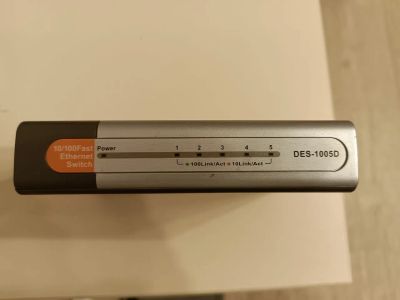 10/100Fast
Ethernet
Switch
Power
1 2 3 4 5
100Link/Act 10Link/Act
DES-1005D